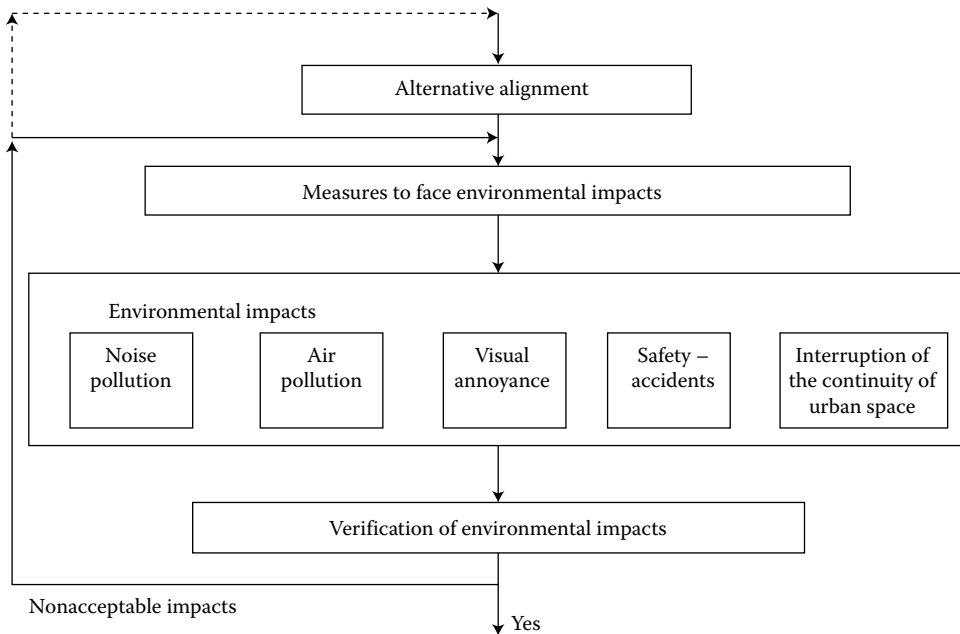 Alternative alignment
Measures to face environmental impacts
Environmental impacts
Noise
pollution
Air
pollution
Visual
annoyance
Safety –
accidents
Interruption of
the continuity of
urban space
Verification of environmental impacts
Nonacceptable impacts
Yes